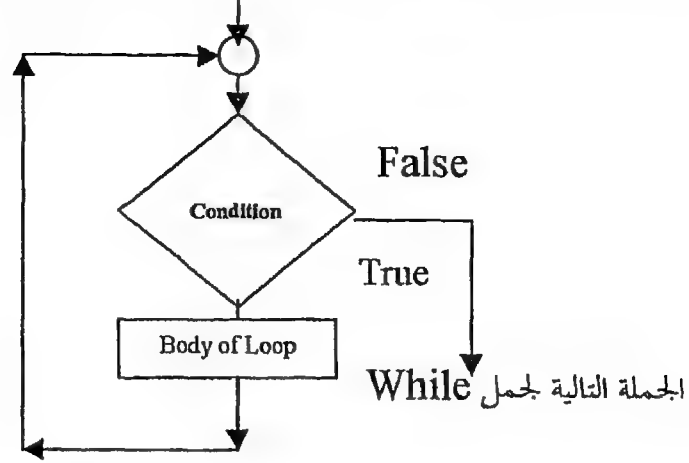 False
Condition
True
Body of Loop
الجملة التالية لجمل While